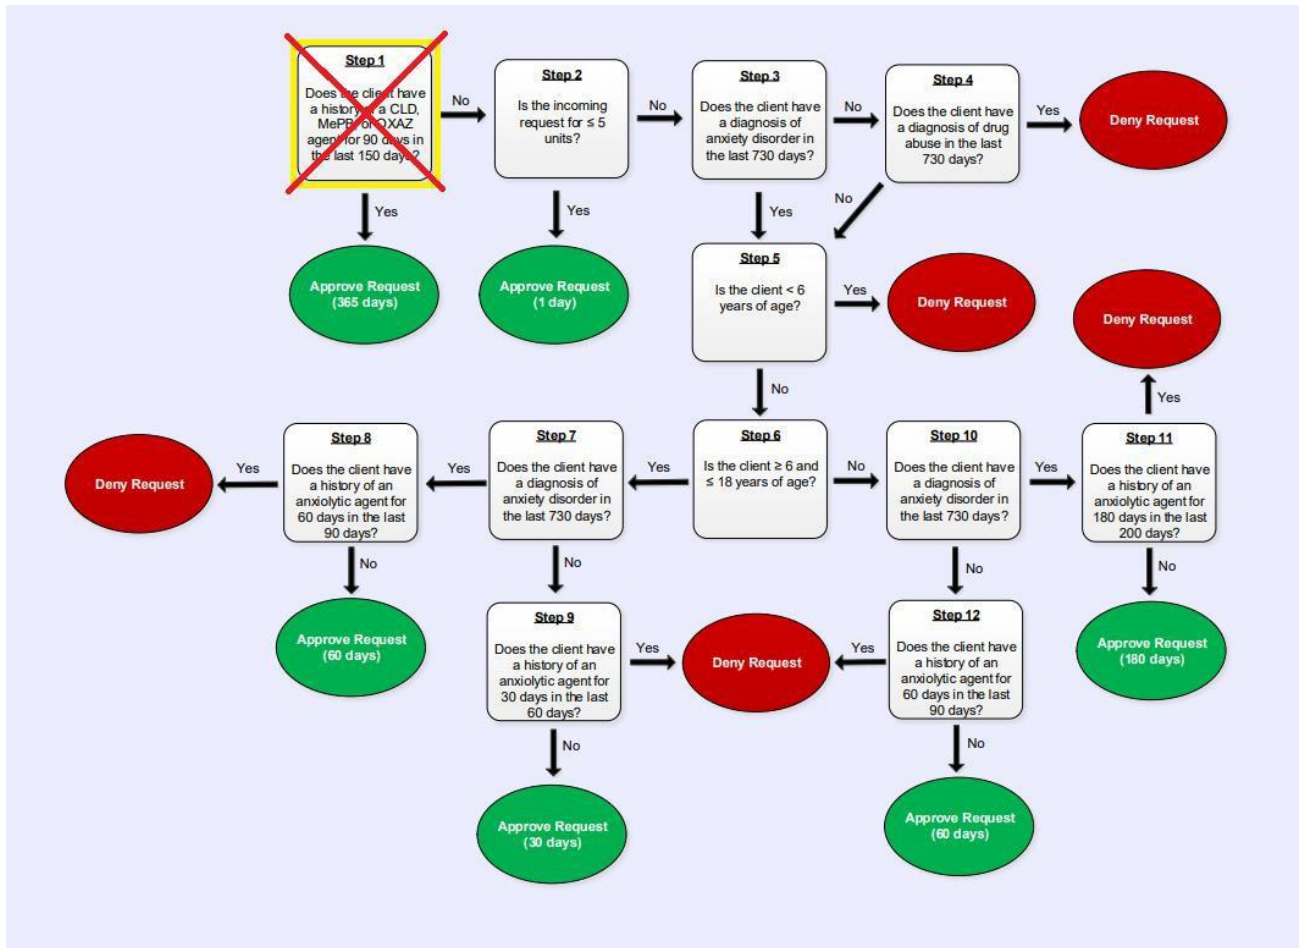 Step 1
Does the client have
a history of a CLD,
MePB, or OXAZ
agent for 90 days in
the last 150 days?
No
Yes
Approve Request
(365 days)
Step 2
Is the incoming
request for ≤ 5
units?
No
Yes
Approve Request
(1 day)
Step 3
Does the client have
a diagnosis of
anxiety disorder in
the last 730 days?
No
Yes
Step 4
Does the client have
a diagnosis of drug
abuse in the last
730 days?
Yes
Deny Request
No
Step 5
Is the client < 6
years of age?
Yes
Deny Request
No
Step 6
Is the client ≥ 6 and
≤ 18 years of age?
Yes
No
Step 7
Does the client have
a diagnosis of
anxiety disorder in
the last 730 days?
Yes
No
Step 8
Does the client have
a history of an
anxiolytic agent for
60 days in the last
90 days?
Yes
Deny Request
No
Approve Request
(60 days)
Step 9
Does the client have
a history of an
anxiolytic agent for
30 days in the last
60 days?
Yes
Deny Request
No
Approve Request
(30 days)
Step 10
Does the client have
a diagnosis of
anxiety disorder in
the last 730 days?
Yes
No
Step 11
Does the client have
a history of an
anxiolytic agent for
180 days in the last
200 days?
Yes
Deny Request
No
Approve Request
(180 days)
Step 12
Does the client have
a history of an
anxiolytic agent for
60 days in the last
90 days?
Yes
No
Approve Request
(60 days)